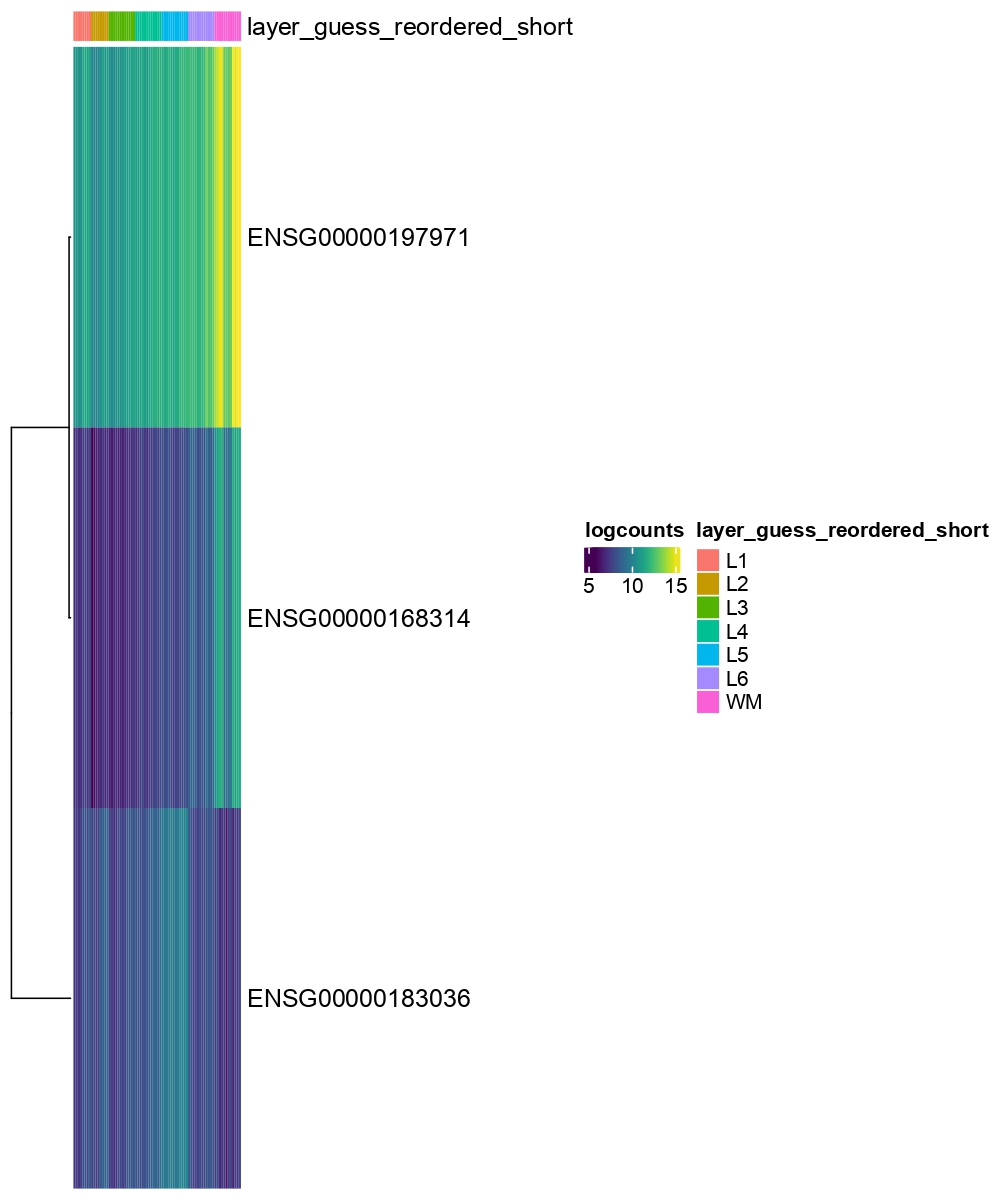 layer_guess_reordered_short
ENSG00000197971
ENSG00000168314
ENSG00000183036
logcounts
5 10 15
layer_guess_reordered_short
L1
L2
L3
L4
L5
L6
WM